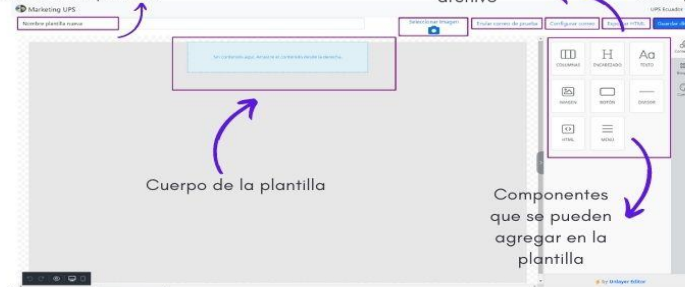 archivo
Marketing UPS
UPS Ecuador
Nombre plantilla nueva
Seleccionar Imagen
Enviar correo de prueba
Configurar correo
Exportar HTML
Guardar
COLUMNAS
ENCABEZADO
TEXTO
IMAGEN
BOTÓN
DIVIDER
HTML
MENÚ
Cuerpo de la plantilla
Componentes
que se pueden
agregar en la
plantilla
by Unlayer Editor